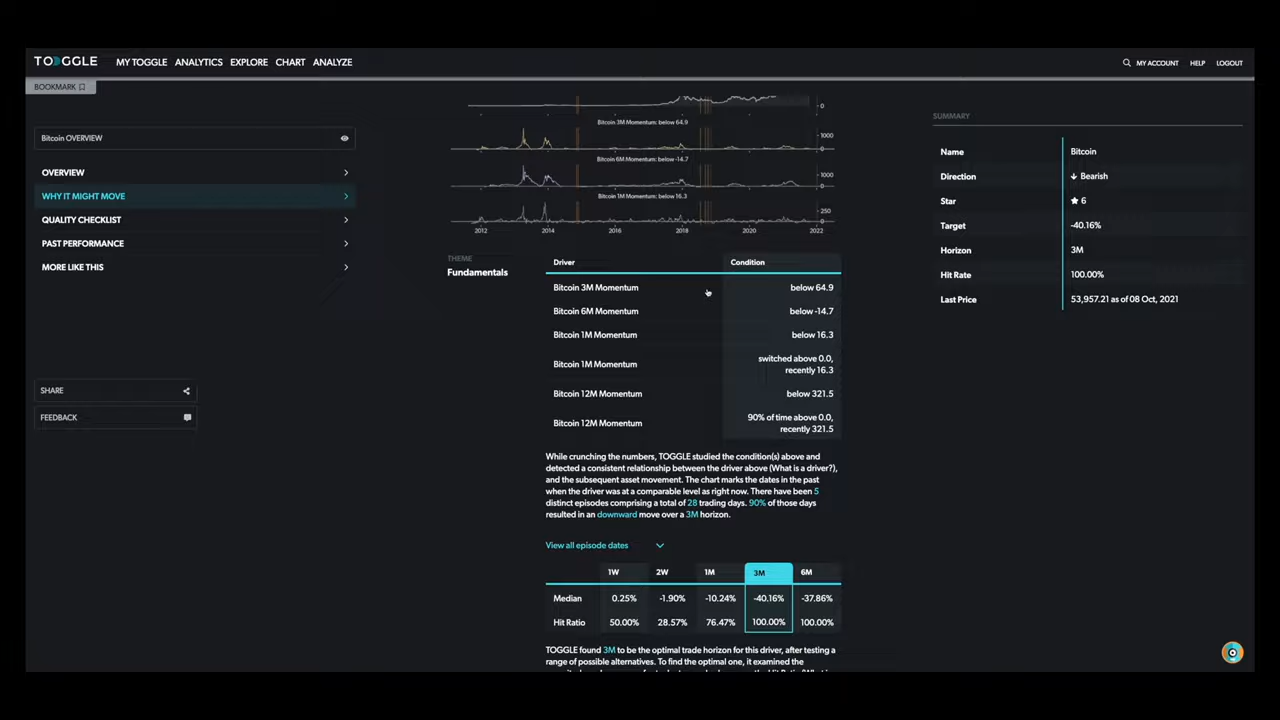 TOGGLE MY TOGGLE ANALYTICS EXPLORE CHART ANALYZE MY ACCOUNT HELP LOGOUT
BOOKMARK
Bitcoin OVERVIEW
OVERVIEW
WHY IT MIGHT MOVE
QUALITY CHECKLIST
PAST PERFORMANCE
MORE LIKE THIS
SHARE
FEEDBACK
0
Bitcoin 3M Momentum: below 64.9
1000
Bitcoin 6M Momentum: below -14.7
1000
Bitcoin 1M Momentum: below 16.3
250
0
2012 2014 2016 2018 2020 2022
THEME
Fundamentals
Driver Condition
Bitcoin 3M Momentum below 64.9
Bitcoin 6M Momentum below -14.7
Bitcoin 1M Momentum below 16.3
Bitcoin 1M Momentum switched above 0.0,
recently 16.3
Bitcoin 12M Momentum below 321.5
Bitcoin 12M Momentum 90% of time above 0.0,
recently 321.5
While crunching the numbers, TOGGLE studied the condition(s) above and
detected a consistent relationship between the driver above (What is a driver?),
and the subsequent asset movement. The chart marks the dates in the past
when the driver was at a comparable level as right now. There have been 5
distinct episodes comprising a total of 28 trading days. 90% of those days
resulted in an downward move over a 3M horizon.
View all episode dates
1W 2W 1M 3M 6M
Median 0.25% -1.90% -10.24% -40.16% -37.86%
Hit Ratio 50.00% 28.57% 76.47% 100.00% 100.00%
TOGGLE found 3M to be the optimal trade horizon for this driver, after testing a
range of possible alternatives. To find the optimal one, it examined the
SUMMARY
Name Bitcoin
Direction Bearish
Star 6
Target -40.16%
Horizon 3M
Hit Rate 100.00%
Last Price 53,957.21 as of 08 Oct, 2021